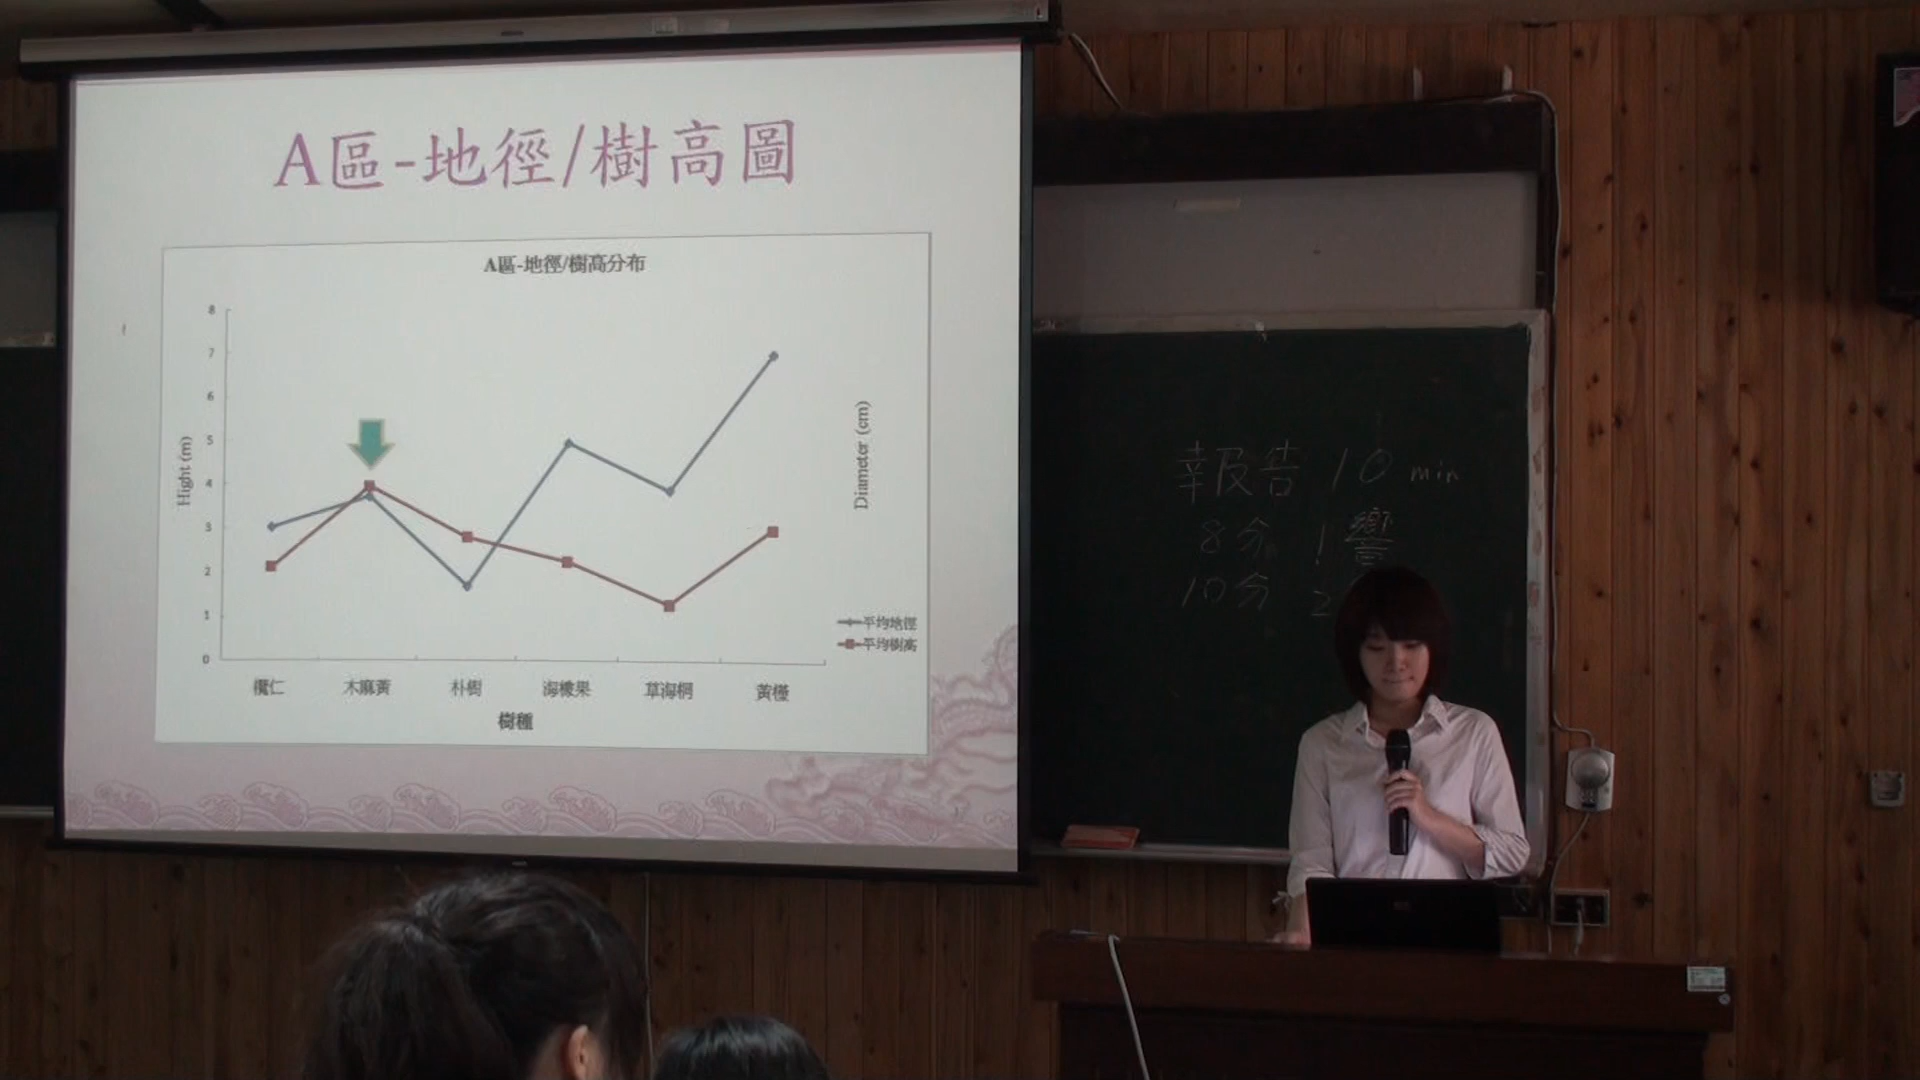 A區-地徑/樹高圖
A區-地徑/樹高分布
8
7
6
5
4
3
2
1
0
Hight (m)
Diameter (cm)
平均地徑
平均樹高
欖仁
木麻黃
朴樹
海檬果
草海桐
黃槿
樹種
報告 10 min
8分 1響
10分 2